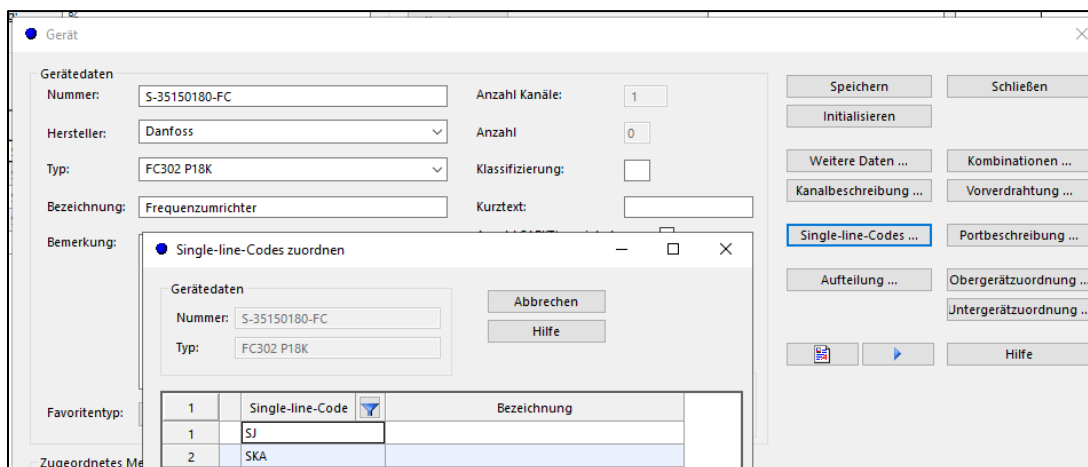 %
Gerät
Gerätedaten
Nummer: S-35150180-FC
Hersteller: Danfoss
Typ: FC302 P18K
Bezeichnung: Frequenzumrichter
Bemerkung:
Favoritentyp:
Anzahl Kanäle: 1
Anzahl 0
Klassifizierung:
Kurztext:
Speichern Schließen
Initialisieren
Weitere Daten ... Kombinationen ...
Kanalbeschreibung ... Vorverdrahtung ...
Single-line-Codes ... Portbeschreibung ...
Aufteilung ... Obergerätzuordnung ...
Untergerätzuordnung ..
Hilfe
Single-line-Codes zuordnen
Gerätedaten
Nummer: S-35150180-FC
Typ: FC302 P18K
Abbrechen
Hilfe
1 Single-line-Code Bezeichnung
1 SJ
2 SKA
Zugeordnetes Me